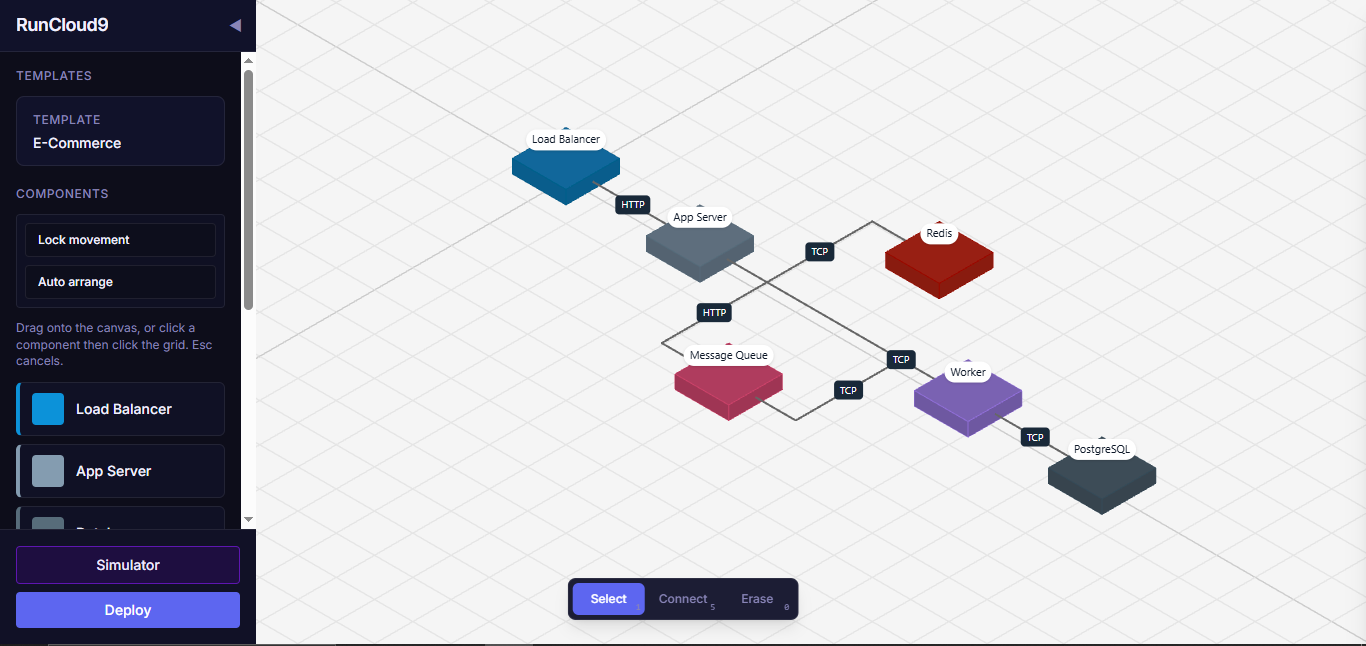 RunCloud9
TEMPLATES
TEMPLATE
E-Commerce
COMPONENTS
Lock movement
Auto arrange
Drag onto the canvas, or click a
component then click the grid. Esc
cancels.
Load Balancer
App Server
Simulator
Deploy
Load Balancer
HTTP
App Server
TCP
Redis
HTTP
Message Queue
TCP
TCP
Worker
TCP
PostgreSQL
Select
Connect 5
Erase 0